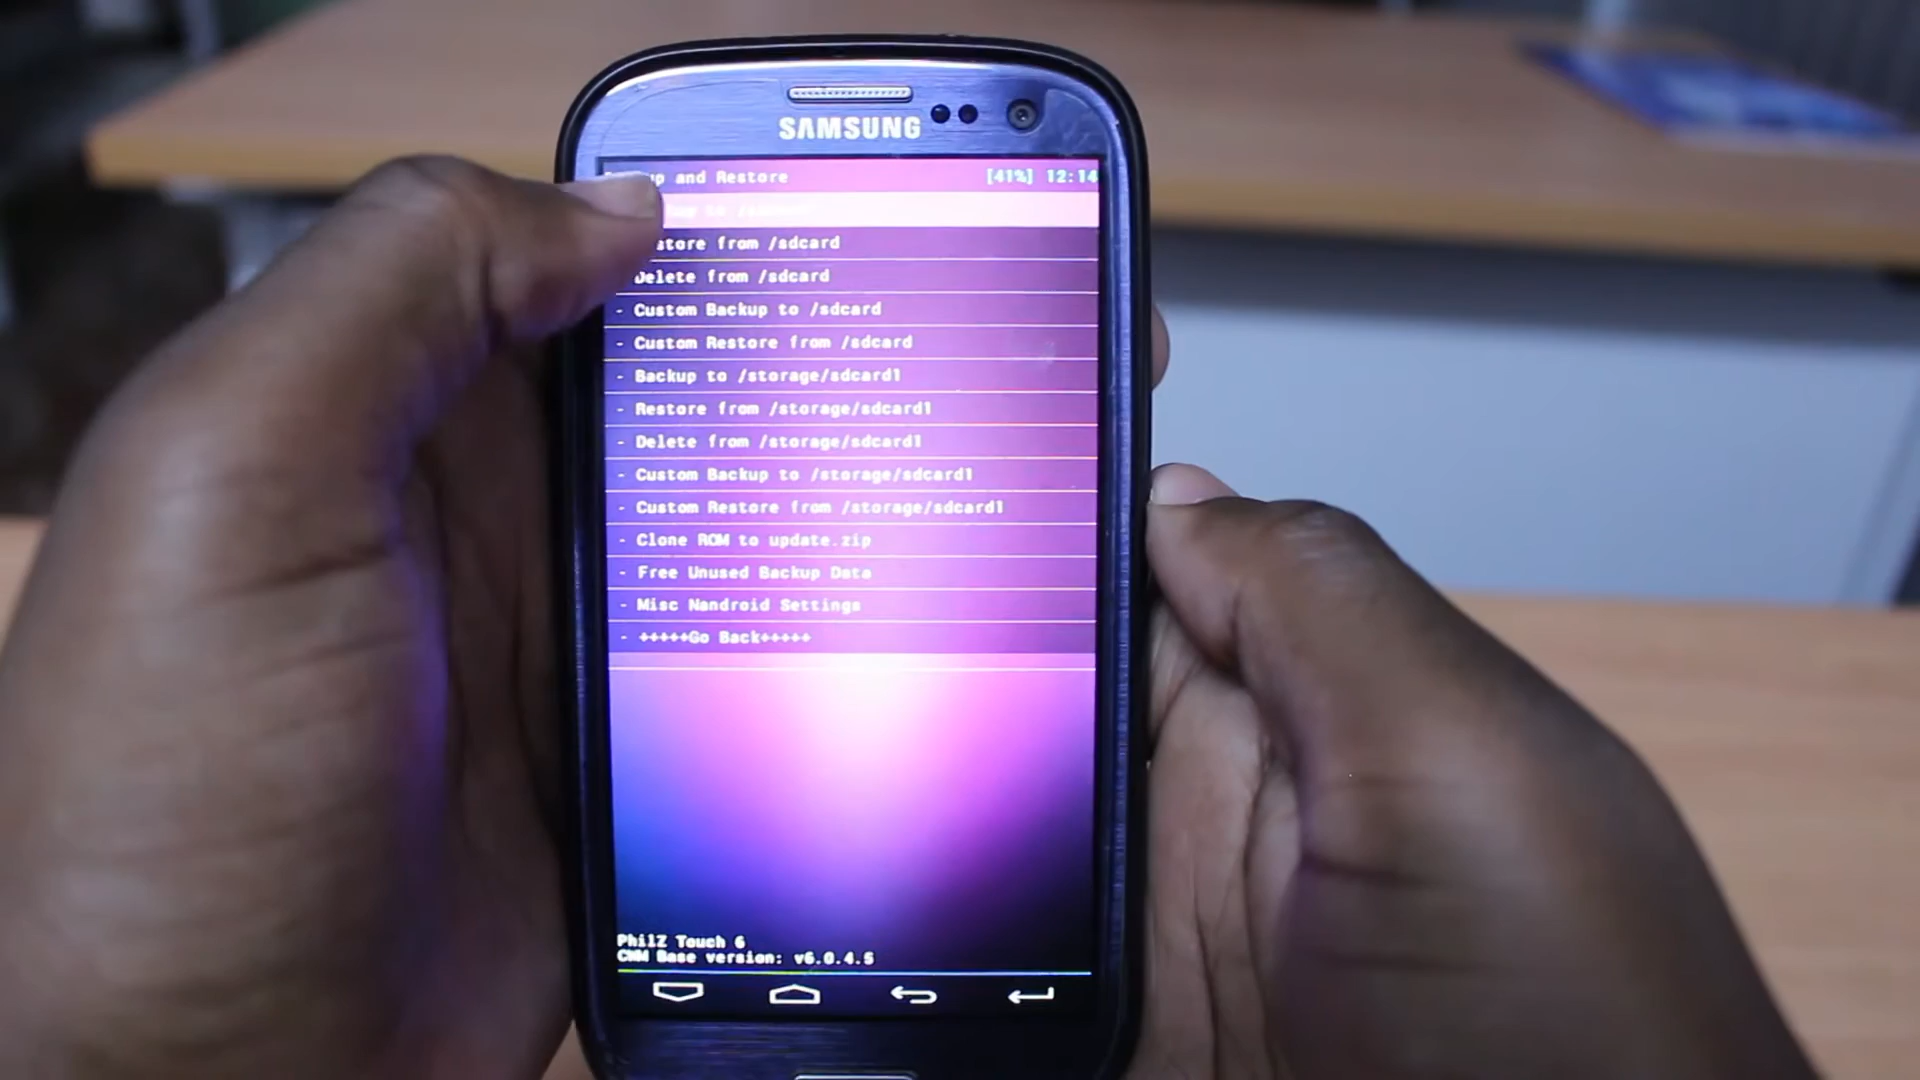 SAMSUNG
up and Restore [41%] 12:14
store from /sdcard
Delete from /sdcard
- Custom Backup to /sdcard
- Custom Restore from /sdcard
- Backup to /storage/sdcard1
- Restore from /storage/sdcard1
- Delete from /storage/sdcard1
- Custom Backup to /storage/sdcard1
- Custom Restore from /storage/sdcard1
- Clone ROM to update.zip
- Free Unused Backup Data
- Misc Nandroid Settings
- +++++Go Back+++++
PhilZ Touch 6
CWM Base version: v6.0.4.5